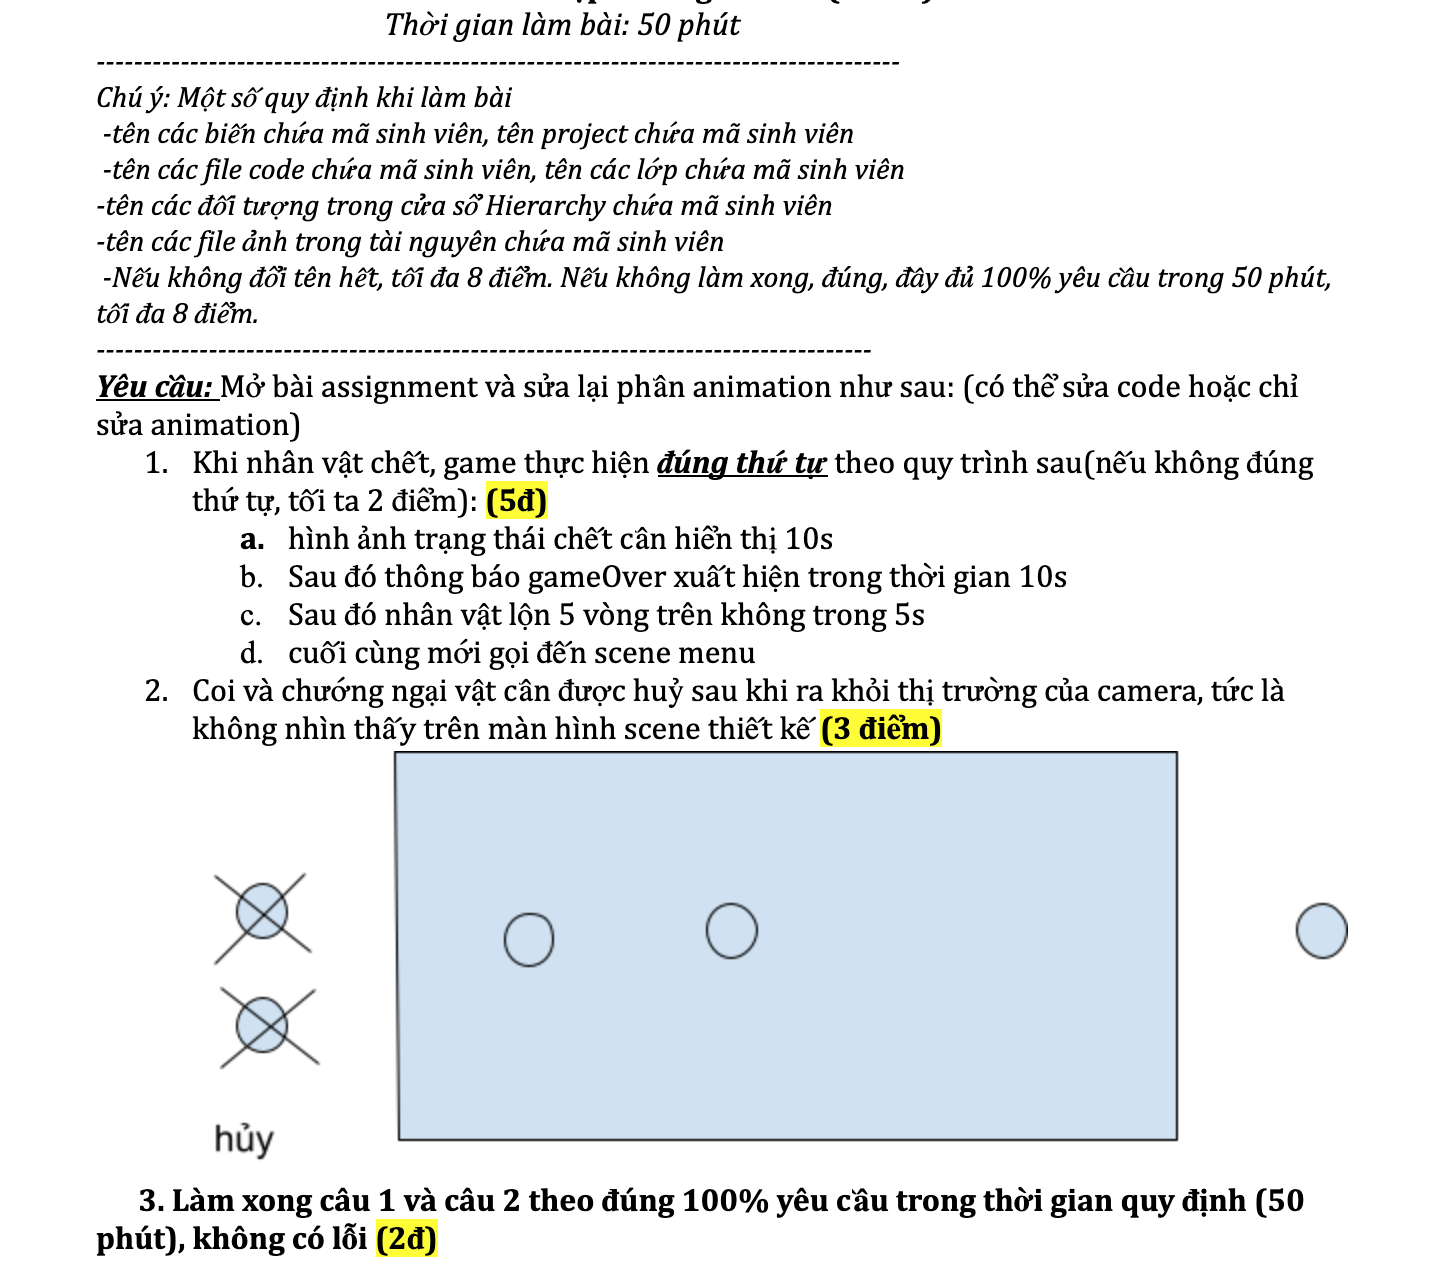 Thời gian làm bài: 50 phút
Chú ý: Một số quy định khi làm bài
-tên các biến chứa mã sinh viên, tên project chứa mã sinh viên
-tên các file code chứa mã sinh viên, tên các lớp chứa mã sinh viên
-tên các đối tượng trong cửa sổ Hierarchy chứa mã sinh viên
-tên các file ảnh trong tài nguyên chứa mã sinh viên
-Nếu không đổi tên hết, tối đa 8 điểm. Nếu không làm xong, đúng, đầy đủ 100% yêu cầu trong 50 phút,
tối đa 8 điểm.
Yêu cầu: Mở bài assignment và sửa lại phần animation như sau: (có thể sửa code hoặc chỉ
sửa animation)
1. Khi nhân vật chết, game thực hiện đúng thứ tự theo quy trình sau(nếu không đúng
thứ tự, tối ta 2 điểm): (5đ)
a. hình ảnh trạng thái chết cần hiển thị 10s
b. Sau đó thông báo gameOver xuất hiện trong thời gian 10s
c. Sau đó nhân vật lộn 5 vòng trên không trong 5s
d. cuối cùng mới gọi đến scene menu
2. Coi và chướng ngại vật cần được huỷ sau khi ra khỏi thị trường của camera, tức là
không nhìn thấy trên màn hình scene thiết kế (3 điểm)
hủy
3. Làm xong câu 1 và câu 2 theo đúng 100% yêu cầu trong thời gian quy định (50
phút), không có lỗi (2đ)